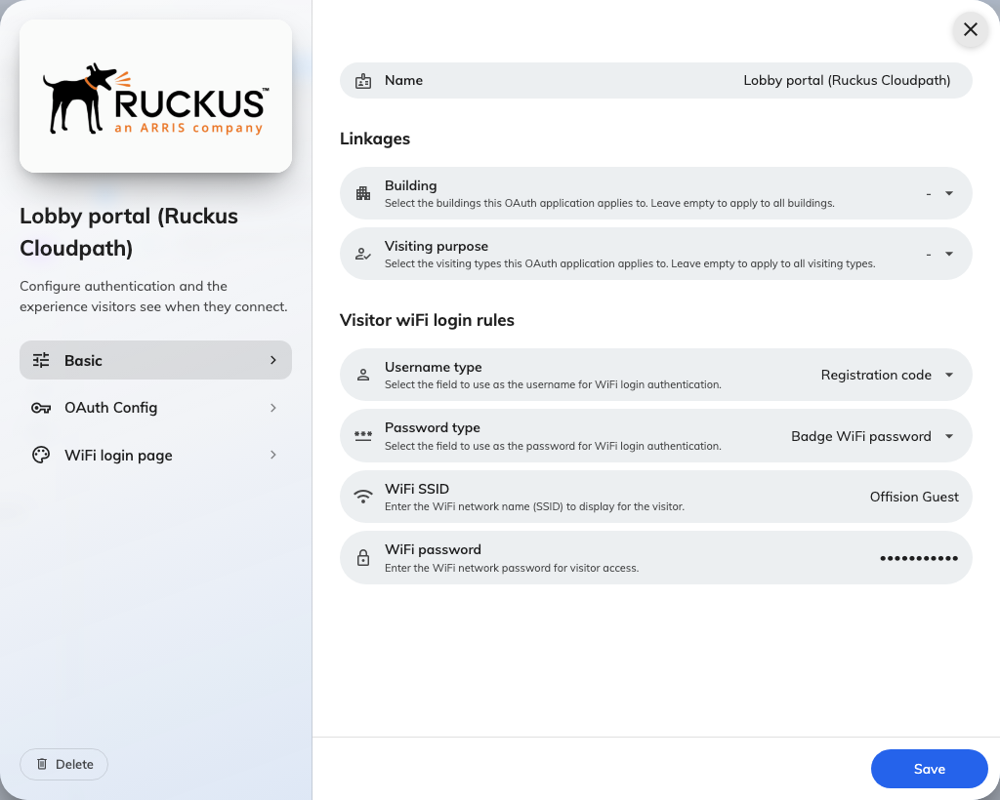 RUCKUS™
an ARRIS company
Lobby portal (Ruckus
Cloudpath)
Configure authentication and the
experience visitors see when they connect.
Basic
OAuth Config
WiFi login page
Delete
Name
Lobby portal (Ruckus Cloudpath)
Linkages
Building
Select the buildings this OAuth application applies to. Leave empty to apply to all buildings.
-
Visiting purpose
Select the visiting types this OAuth application applies to. Leave empty to apply to all visiting types.
-
Visitor wiFi login rules
Username type
Select the field to use as the username for WiFi login authentication.
Registration code
Password type
Select the field to use as the password for WiFi login authentication.
Badge WiFi password
WiFi SSID
Enter the WiFi network name (SSID) to display for the visitor.
Offision Guest
WiFi password
Enter the WiFi network password for visitor access.
•••••••••••
Save